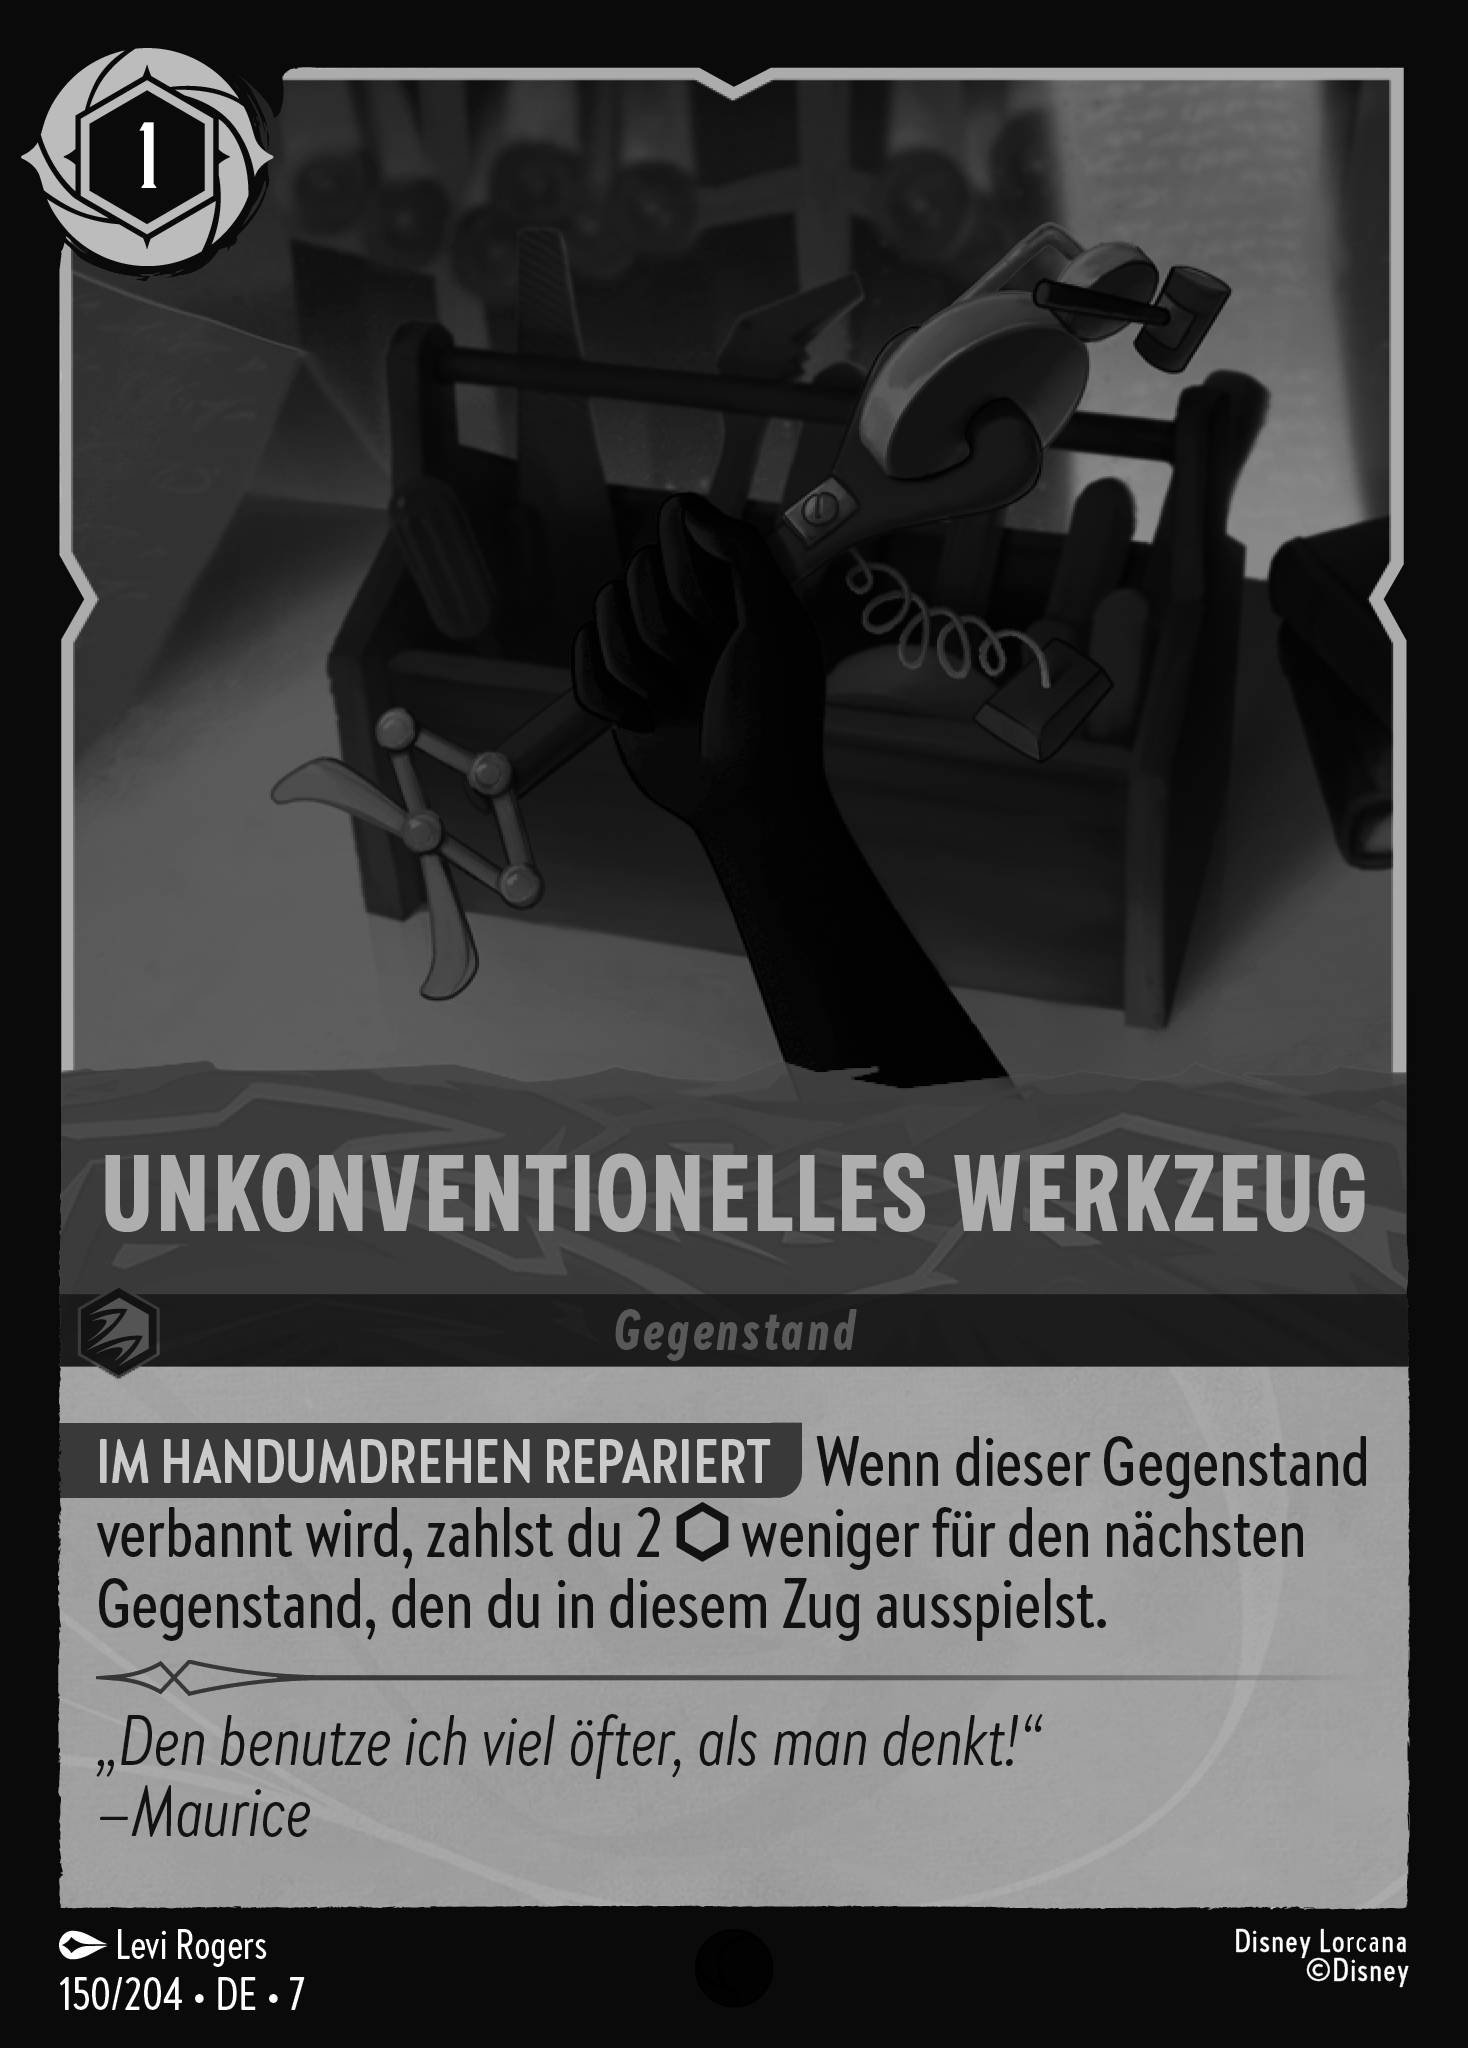 1
UNKONVENTIONELLES WERKZEUG
Gegenstand
IM HANDUMDREHEN REPARIERT Wenn dieser Gegenstand
verbannt wird, zahlst du 2 ⬡ weniger für den nächsten
Gegenstand, den du in diesem Zug ausspielst.
„Den benutze ich viel öfter, als man denkt!“
–Maurice
Levi Rogers
150/204 • DE • 7
Disney Lorcana
©Disney